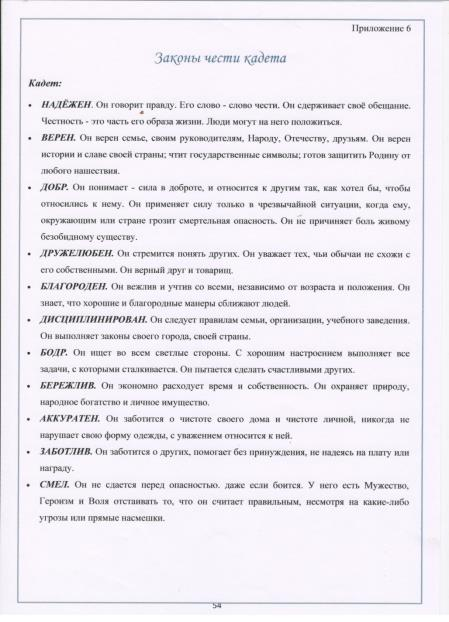 Приложение 6
Законы чести кадета
Кадет:
• НАДЁЖЕН. Он говорит правду. Его слово - слово чести. Он сдерживает своё обещание.
Честность - это часть его образа жизни. Люди могут на него положиться.
• ВЕРЕН. Он верен семье, своим руководителям, Народу, Отечеству, друзьям. Он верен
истории и славе своей страны; чтит государственные символы; готов защитить Родину от
любого нашествия.
• ДОБР. Он понимает - сила в доброте, и относится к другим так, как хотел бы, чтобы
относились к нему. Он применяет силу только в чрезвычайной ситуации, когда ему,
окружающим или стране грозит смертельная опасность. Он не причиняет боль живому
безобидному существу.
• ДРУЖЕЛЮБЕН. Он стремится понять других. Он уважает тех, чьи обычаи не схожи с
его собственными. Он верный друг и товарищ.
• БЛАГОРОДЕН. Он вежлив и учтив со всеми, независимо от возраста и положения. Он
знает, что хорошие и благородные манеры сближают людей.
• ДИСЦИПЛИНИРОВАН. Он следует правилам семьи, организации, учебного заведения.
Он выполняет законы своего города, своей страны.
• БОДР. Он ищет во всем светлые стороны. С хорошим настроением выполняет все
задачи, с которыми сталкивается. Он пытается сделать счастливыми других.
• БЕРЕЖЛИВ. Он экономно расходует время и собственность. Он охраняет природу,
народное богатство и личное имущество.
• АККУРАТЕН. Он заботится о чистоте своего дома и чистоте личной, никогда не
нарушает свою форму одежды, с уважением относится к ней.
• ЗАБОТЛИВ. Он заботится о других, помогает без принуждения, не надеясь на плату или
награду.
• СМЕЛ. Он не сдается перед опасностью. даже если боится. У него есть Мужество,
Героизм и Воля отстаивать то, что он считает правильным, несмотря на какие-либо
угрозы или прямые насмешки.
54